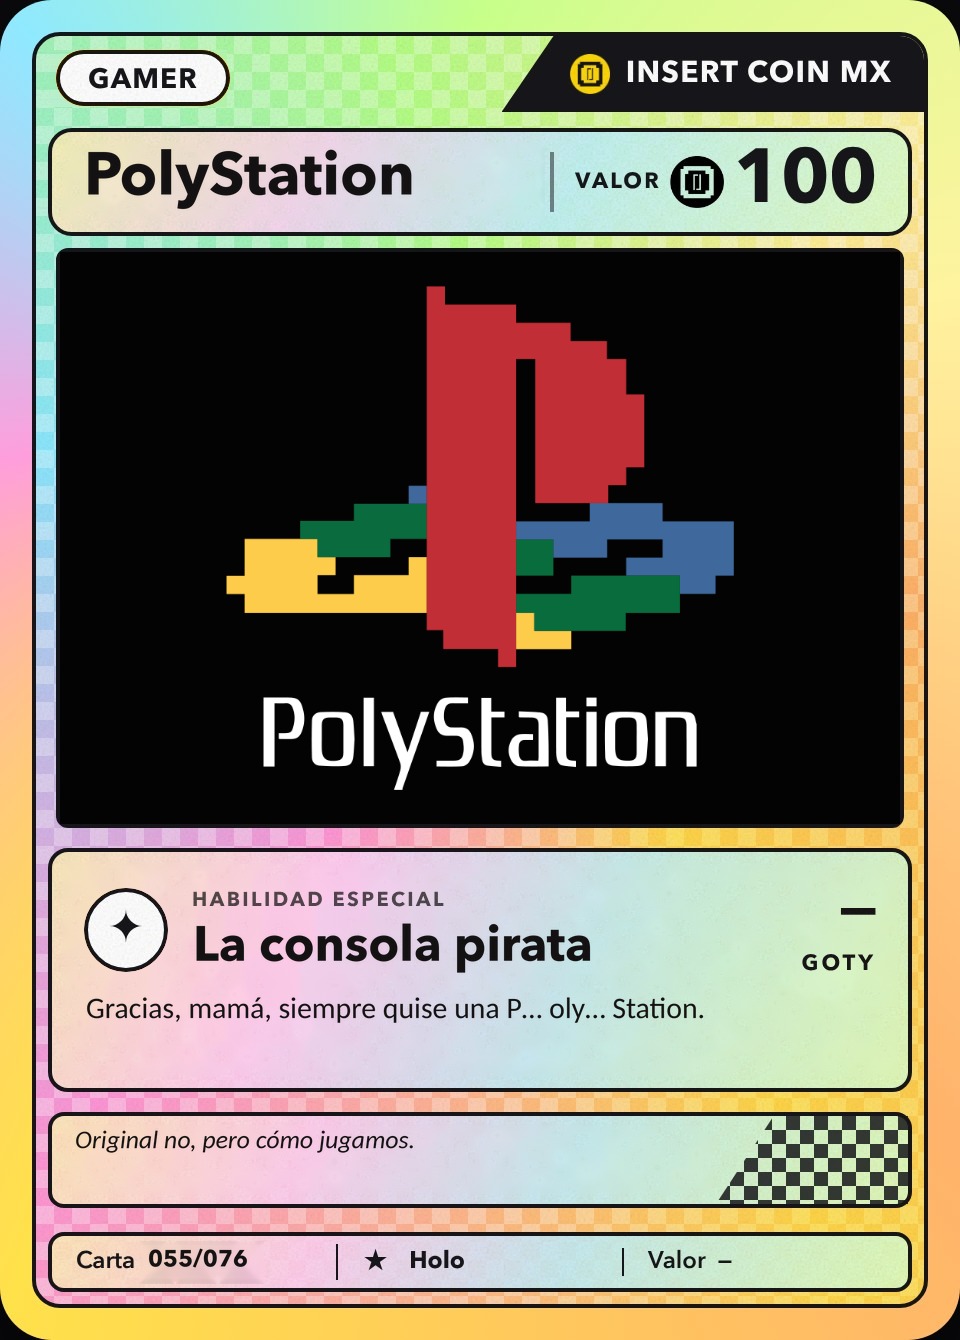 GAMER
INSERT COIN MX
PolyStation
VALOR 100
PolyStation
HABILIDAD ESPECIAL
La consola pirata
–
GOTY
Gracias, mamá, siempre quise una P... oly... Station.
Original no, pero cómo jugamos.
Carta 055/076 ★ Holo Valor –